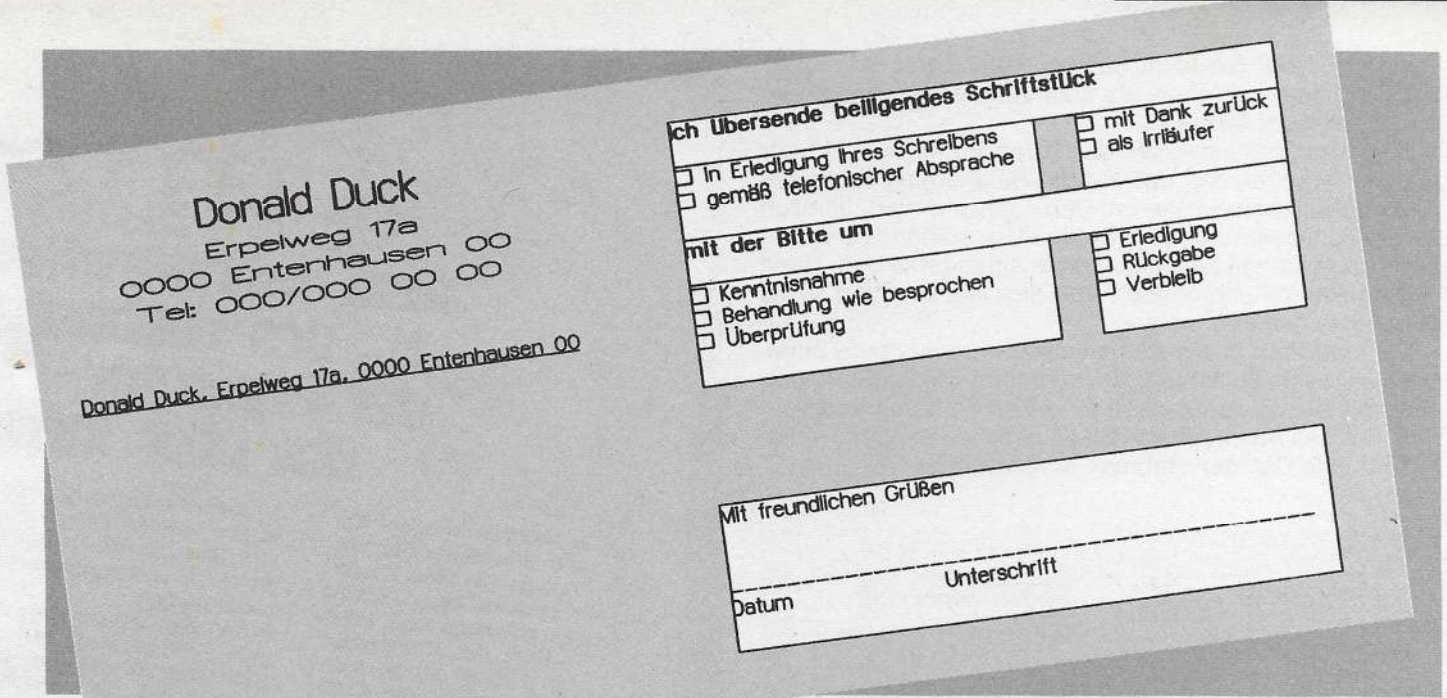 Donald Duck
Erpelweg 17a
0000 Entenhausen 00
Tel: 000/000 00 00
Donald Duck, Erpelweg 17a, 0000 Entenhausen 00
Ich übersende beiligendes Schriftstück
in Erledigung Ihres Schreibens
gemäß telefonischer Absprache
mit Dank zurück
als Irrläufer
mit der Bitte um
Kenntnisnahme
Behandlung wie besprochen
Überprüfung
Erledigung
Rückgabe
Verbleib
Mit freundlichen Grüßen
Datum
Unterschrift